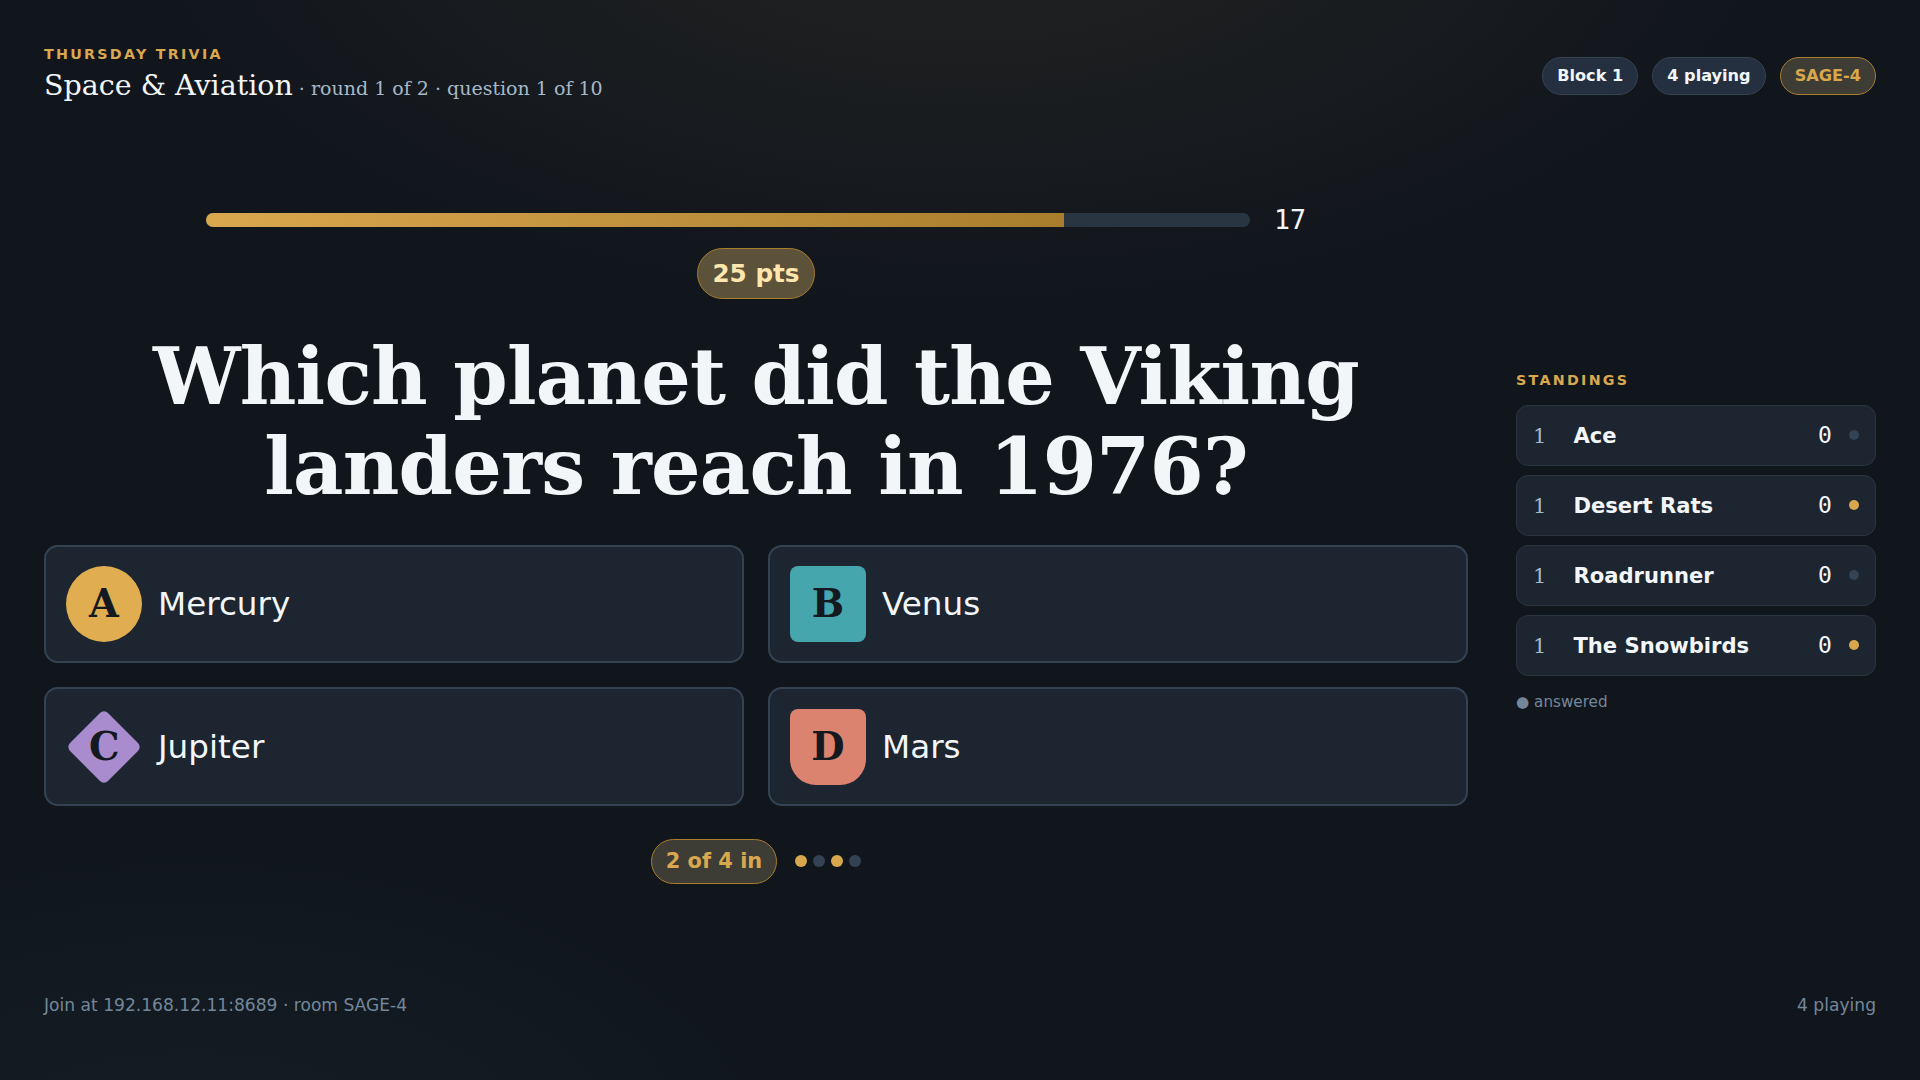 THURSDAY TRIVIA
Space & Aviation · round 1 of 2 · question 1 of 10
Block 1
4 playing
SAGE-4
17
25 pts
Which planet did the Viking
landers reach in 1976?
A Mercury
B Venus
C Jupiter
D Mars
2 of 4 in
STANDINGS
1 Ace 0
1 Desert Rats 0
1 Roadrunner 0
1 The Snowbirds 0
● answered
Join at 192.168.12.11:8689 · room SAGE-4
4 playing